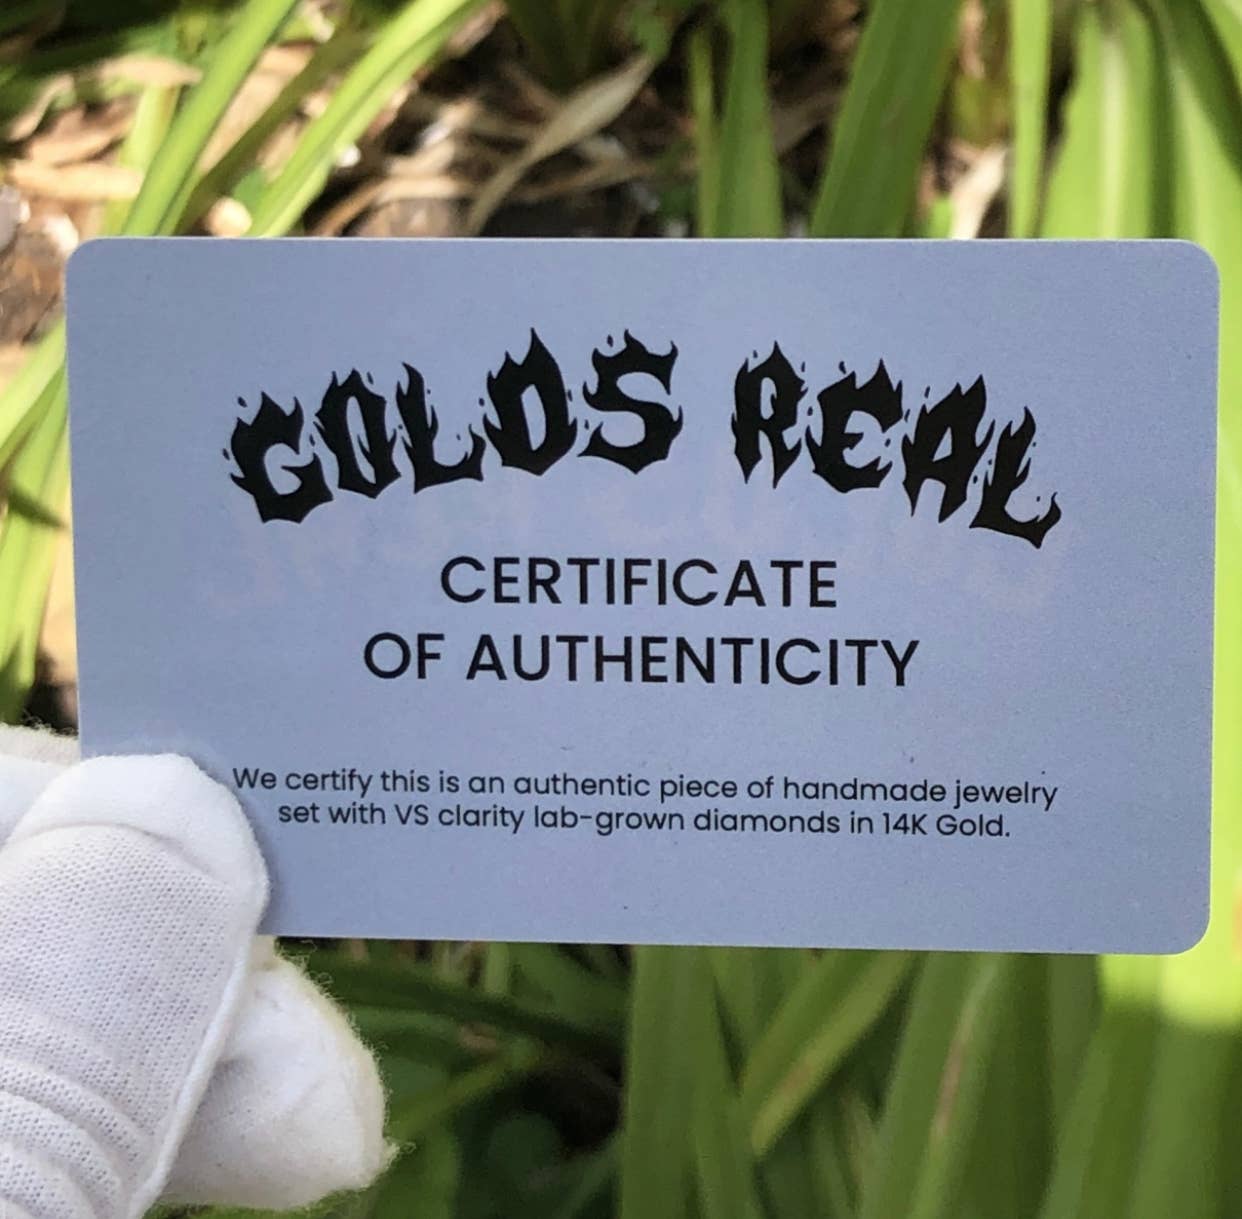 GOLDS REAL
CERTIFICATE
OF AUTHENTICITY
We certify this is an authentic piece of handmade jewelry
set with VS clarity lab-grown diamonds in 14K Gold.